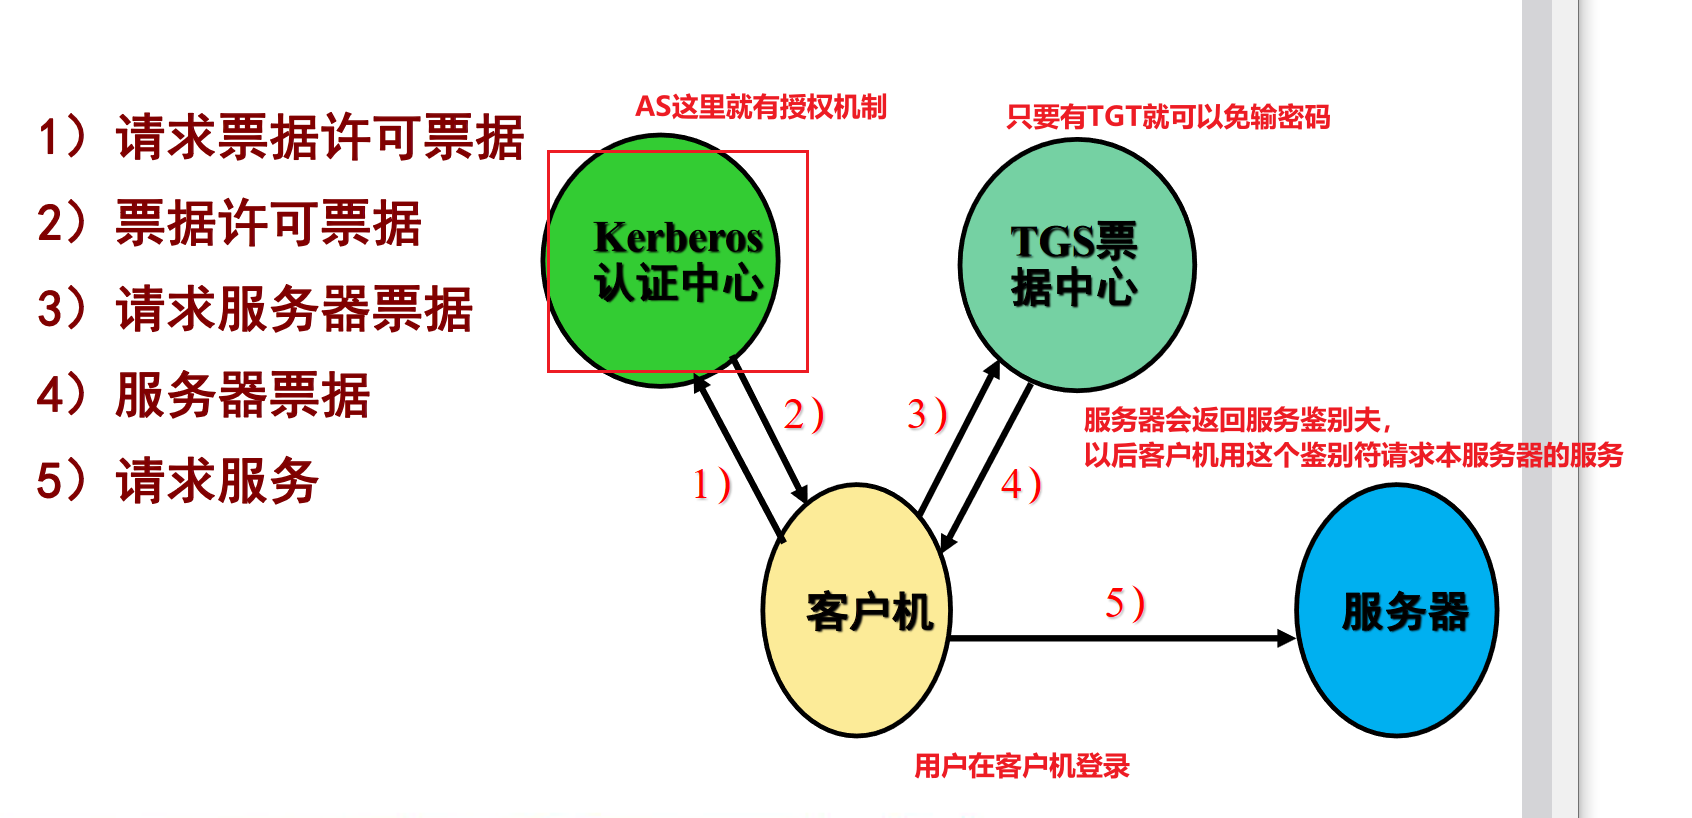 1）请求票据许可票据
2）票据许可票据
3）请求服务器票据
4）服务器票据
5）请求服务
AS这里就有授权机制
只要有TGT就可以免输密码
Kerberos
认证中心
TGS票
据中心
2）
3）
1）
4）
服务器会返回服务鉴别夫，
以后客户机用这个鉴别符请求本服务器的服务
客户机
5）
服务器
用户在客户机登录